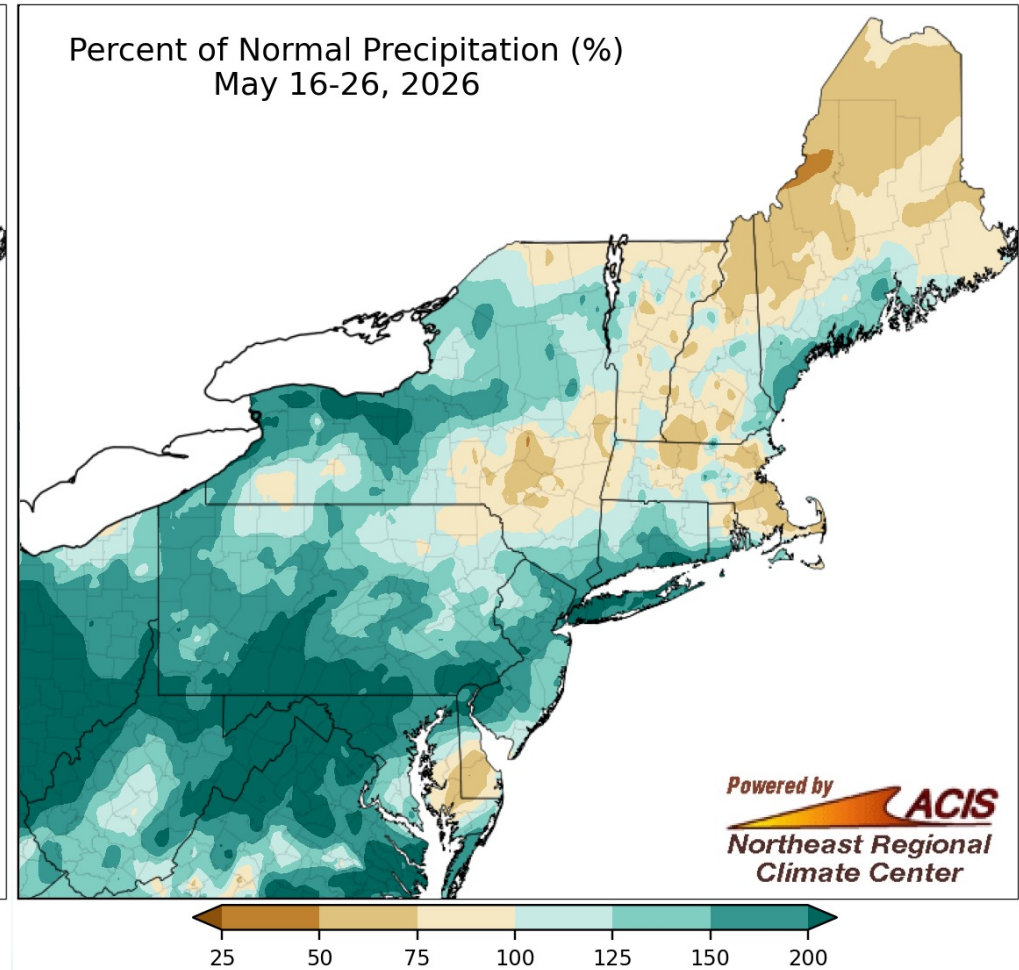 Percent of Normal Precipitation (%)
May 16-26, 2026
Powered by
ACIS
Northeast Regional
Climate Center
25 50 75 100 125 150 200